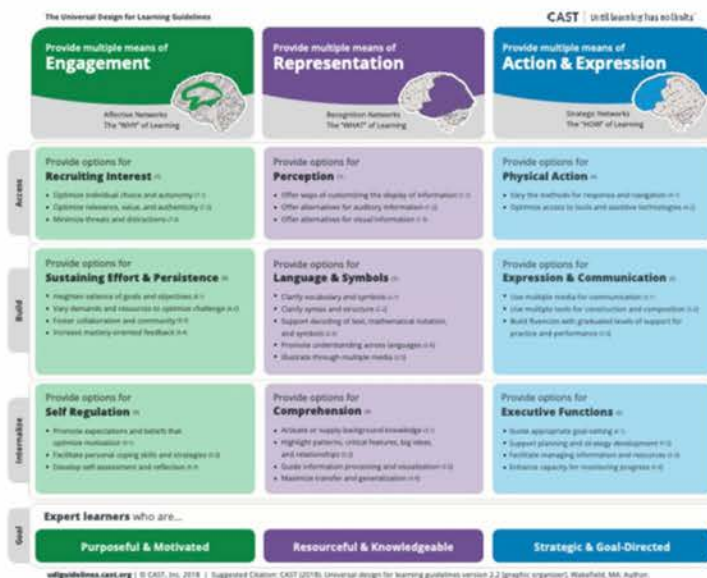 The Universal Design for Learning Guidelines
CAST | Until learning has no limits
Provide multiple means of
Engagement
Affective Networks
The "WHY" of Learning
Provide multiple means of
Representation
Recognition Networks
The "WHAT" of Learning
Provide multiple means of
Action & Expression
Strategic Networks
The "HOW" of Learning
Access
Provide options for
Recruiting Interest
• Optimize individual choice and autonomy
• Optimize relevance, value, and authenticity
• Minimize threats and distractions
Provide options for
Perception
• Offer ways of customizing the display of information
• Offer alternatives for auditory information
• Offer alternatives for visual information
Provide options for
Physical Action
• Vary the methods for response and navigation
• Optimize access to tools and assistive technologies
Build
Provide options for
Sustaining Effort & Persistence
• Heighten salience of goals and objectives
• Vary demands and resources to optimize challenge
• Foster collaboration and community
• Increase mastery-oriented feedback
Provide options for
Language & Symbols
• Clarify vocabulary and symbols
• Clarify syntax and structure
• Support decoding of text, mathematical notation,
and symbols
• Promote understanding across languages
• Illustrate through multiple media
Provide options for
Expression & Communication
• Use multiple media for communication
• Use multiple tools for construction and composition
• Build fluencies with graduated levels of support for
practice and performance
Internalize
Provide options for
Self Regulation
• Promote expectations and beliefs that
optimize motivation
• Facilitate personal coping skills and strategies
• Develop self-assessment and reflection
Provide options for
Comprehension
• Activate or supply background knowledge
• Highlight patterns, critical features, big ideas,
and relationships
• Guide information processing and visualization
• Maximize transfer and generalization
Provide options for
Executive Functions
• Guide appropriate goal-setting
• Support planning and strategy development
• Facilitate managing information and resources
• Enhance capacity for monitoring progress
Goal
Expert learners who are...
Purposeful & Motivated
Resourceful & Knowledgeable
Strategic & Goal-Directed
udlguidelines.cast.org | © CAST, Inc. 2018 | Suggested Citation: CAST (2018). Universal design for learning guidelines version 2.2 [graphic organizer]. Wakefield, MA: Author.